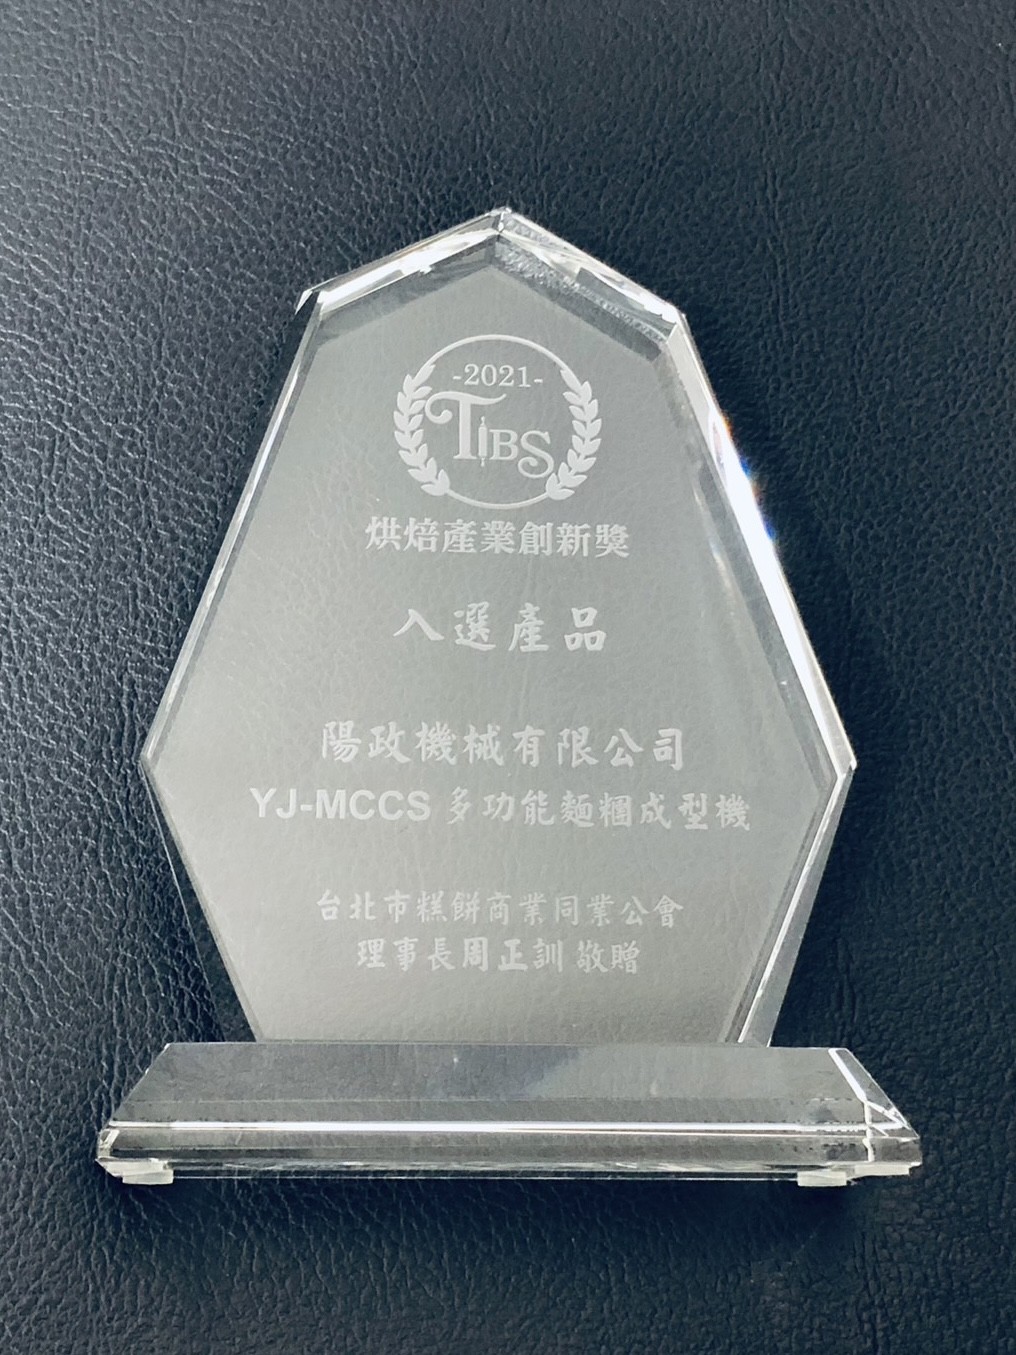 -2021-
TIBS
烘焙產業創新獎
入選產品
陽政機械有限公司
YJ-MCCS 多功能麵糰成型機
台北市糕餅商業同業公會
理事長周正訓 敬贈